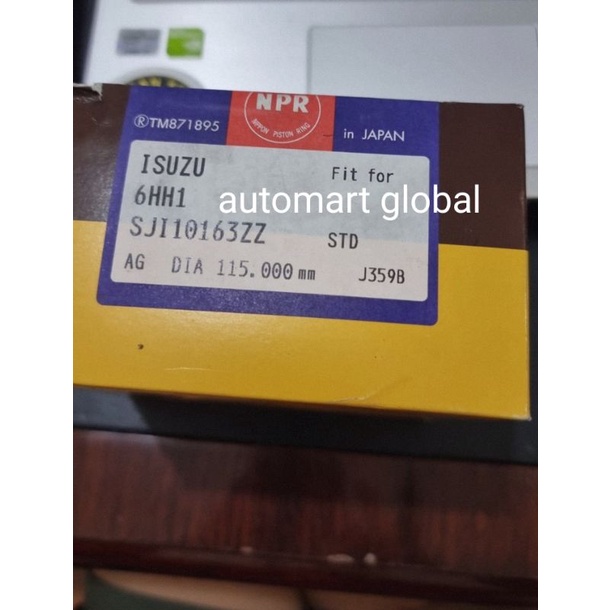 NPR
NIPPON PISTON RING
®TM871895
in JAPAN
ISUZU
Fit for
6HH1
automart global
SJI10163ZZ
STD
AG DIA 115.000 mm
J359B